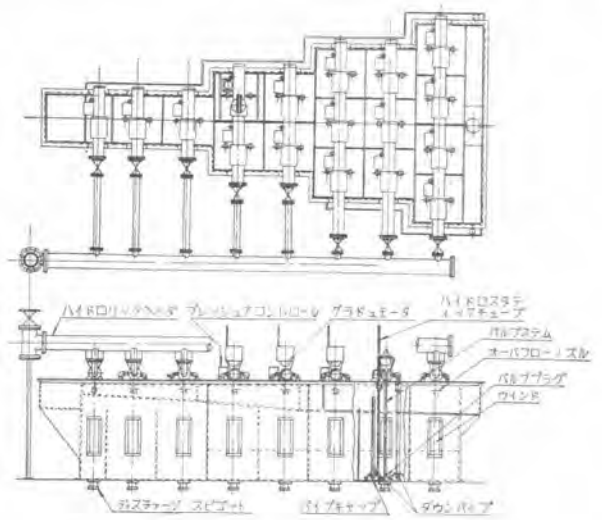 ハイドロリックヘッダ
プレッシュアコントロール
グラドュモータ
ハイドロスタテ
ィックチューブ
バルブステム
オーバフローノズル
バルブプラグ
ウインド
ディスチャージ スピゴット
パイプキャップ
ダウンパイプ